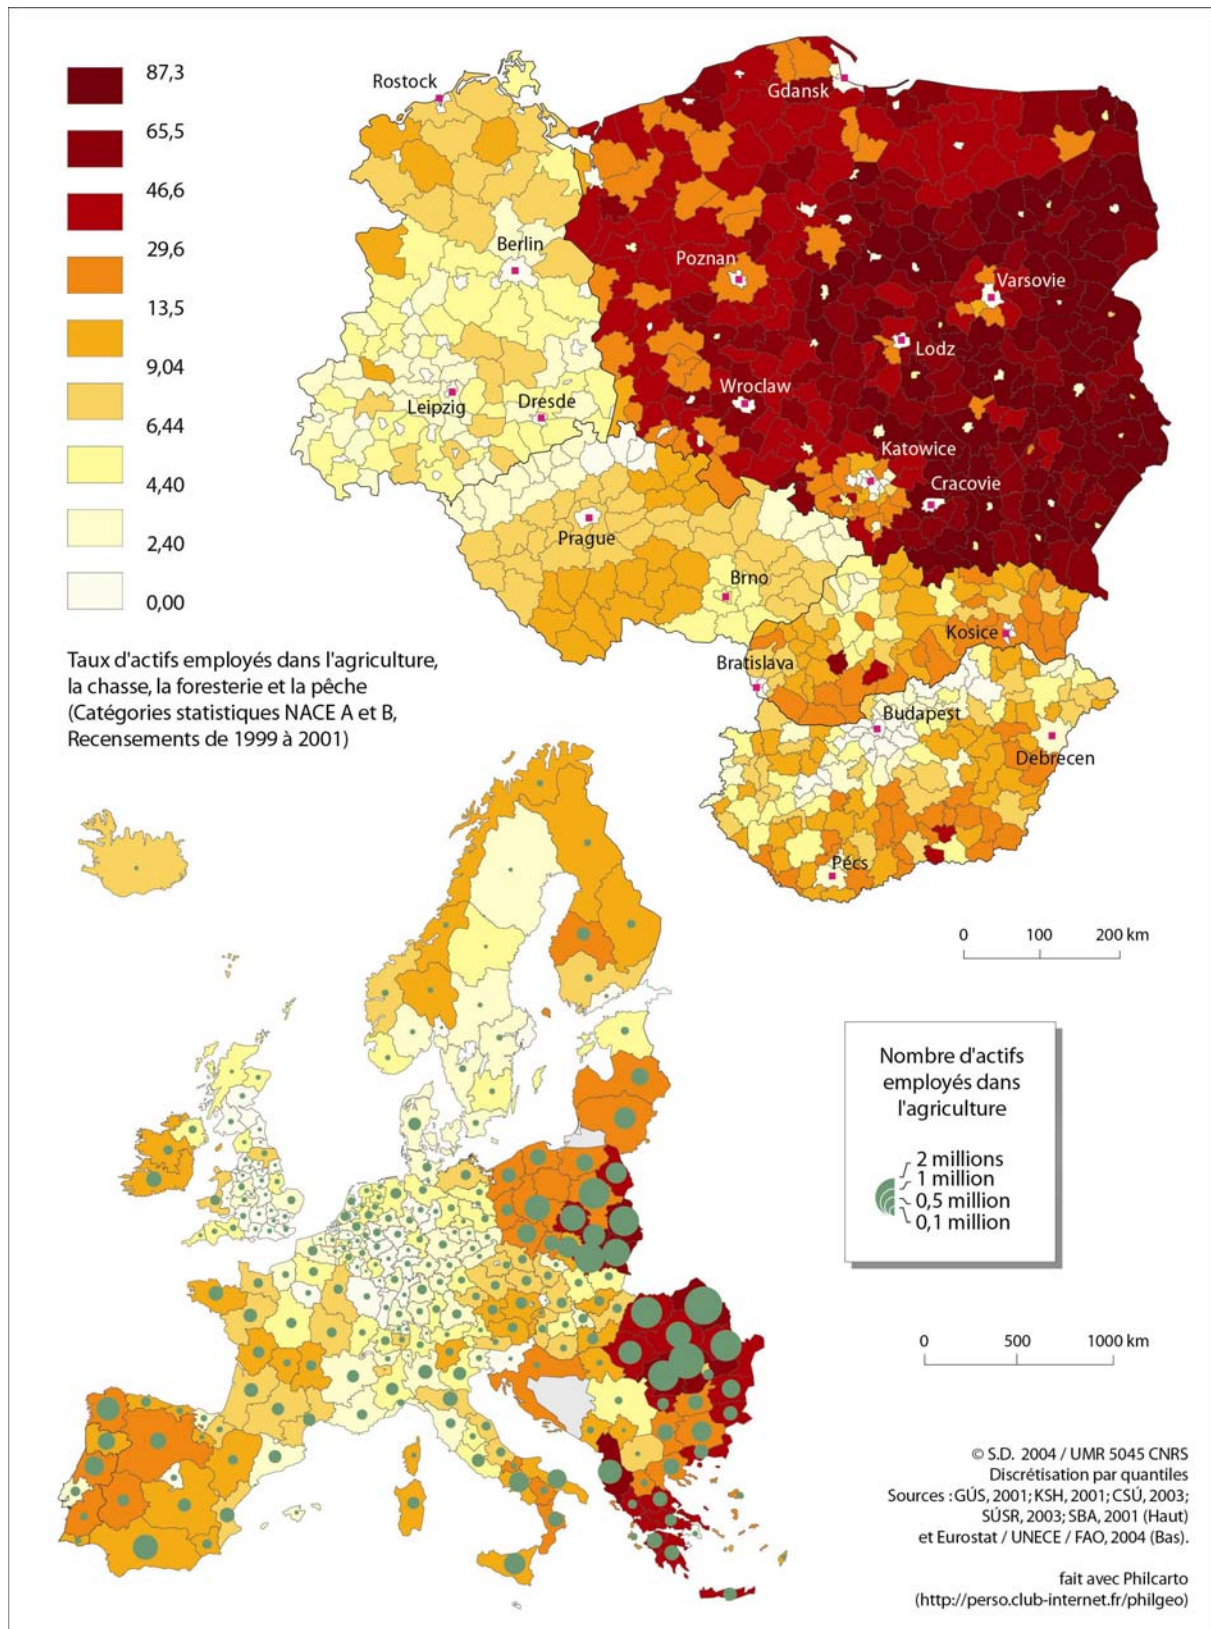 87,3
65,5
46,6
29,6
13,5
9,04
6,44
4,40
2,40
0,00
Taux d'actifs employés dans l'agriculture,
la chasse, la foresterie et la pêche
(Catégories statistiques NACE A et B,
Recensements de 1999 à 2001)
Rostock
Gdansk
Berlin
Poznan
Varsovie
Lodz
Leipzig
Dresde
Wroclaw
Katowice
Cracovie
Prague
Brno
Kosice
Bratislava
Budapest
Debrecen
Pécs
0 100 200 km
Nombre d'actifs
employés dans
l'agriculture
2 millions
1 million
0,5 million
0,1 million
0 500 1000 km
© S.D. 2004 / UMR 5045 CNRS
Discrétisation par quantiles
Sources : GÚS, 2001; KSH, 2001; CSÚ, 2003;
SÚSR, 2003; SBA, 2001 (Haut)
et Eurostat / UNECE / FAO, 2004 (Bas).
fait avec Philcarto
(http://perso.club-internet.fr/philgeo)